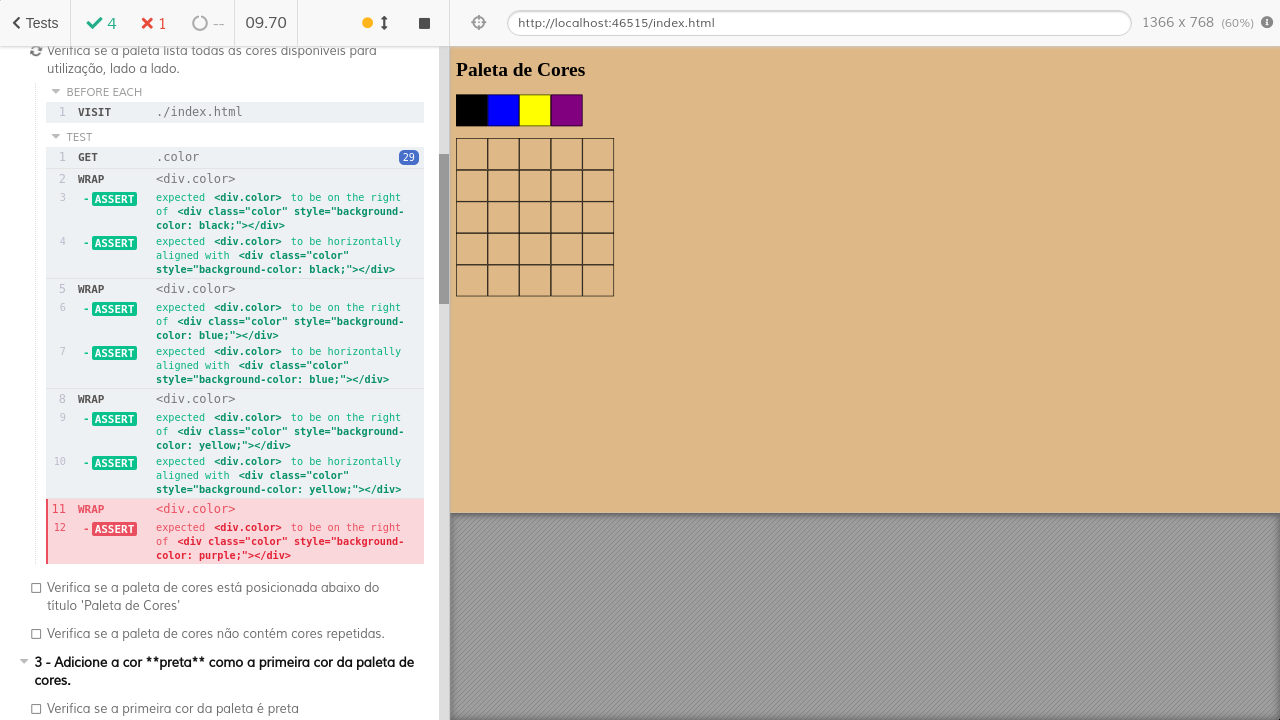 Tests 4 1 -- 09.70
http://localhost:46515/index.html 1366 x 768 (60%)
Verifica se a paleta lista todas as cores disponíveis para
utilização, lado a lado.
BEFORE EACH
1 VISIT ./index.html
TEST
1 GET .color 29
2 WRAP <div.color>
3 - ASSERT expected <div.color> to be on the right
of <div class="color" style="background-
color: black;"></div>
4 - ASSERT expected <div.color> to be horizontally
aligned with <div class="color"
style="background-color: black;"></div>
5 WRAP <div.color>
6 - ASSERT expected <div.color> to be on the right
of <div class="color" style="background-
color: blue;"></div>
7 - ASSERT expected <div.color> to be horizontally
aligned with <div class="color"
style="background-color: blue;"></div>
8 WRAP <div.color>
9 - ASSERT expected <div.color> to be on the right
of <div class="color" style="background-
color: yellow;"></div>
10 - ASSERT expected <div.color> to be horizontally
aligned with <div class="color"
style="background-color: yellow;"></div>
11 WRAP <div.color>
12 - ASSERT expected <div.color> to be on the right
of <div class="color" style="background-
color: purple;"></div>
Verifica se a paleta de cores está posicionada abaixo do
título 'Paleta de Cores'
Verifica se a paleta de cores não contém cores repetidas.
3 - Adicione a cor **preta** como a primeira cor da paleta de
cores.
Verifica se a primeira cor da paleta é preta
Paleta de Cores